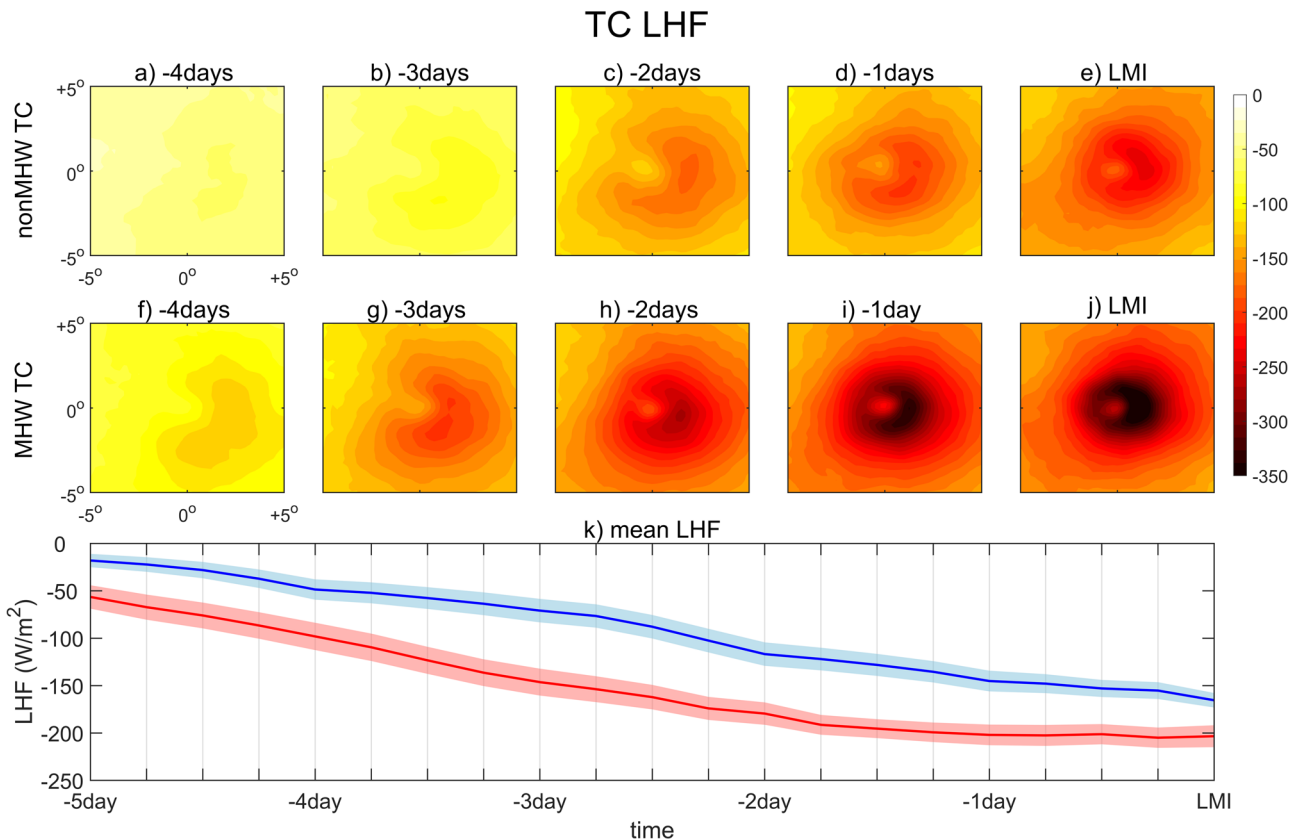 TC LHF
a) -4days
b) -3days
c) -2days
d) -1days
e) LMI
nonMHW TC
+5°
0°
-5°
-5°
0°
+5°
f) -4days
g) -3days
h) -2days
i) -1day
j) LMI
MHW TC
+5°
0°
-5°
-5°
0°
+5°
0
-50
-100
-150
-200
-250
-300
-350
k) mean LHF
LHF (W/m²)
0
-50
-100
-150
-200
-250
-5day
-4day
-3day
-2day
-1day
LMI
time